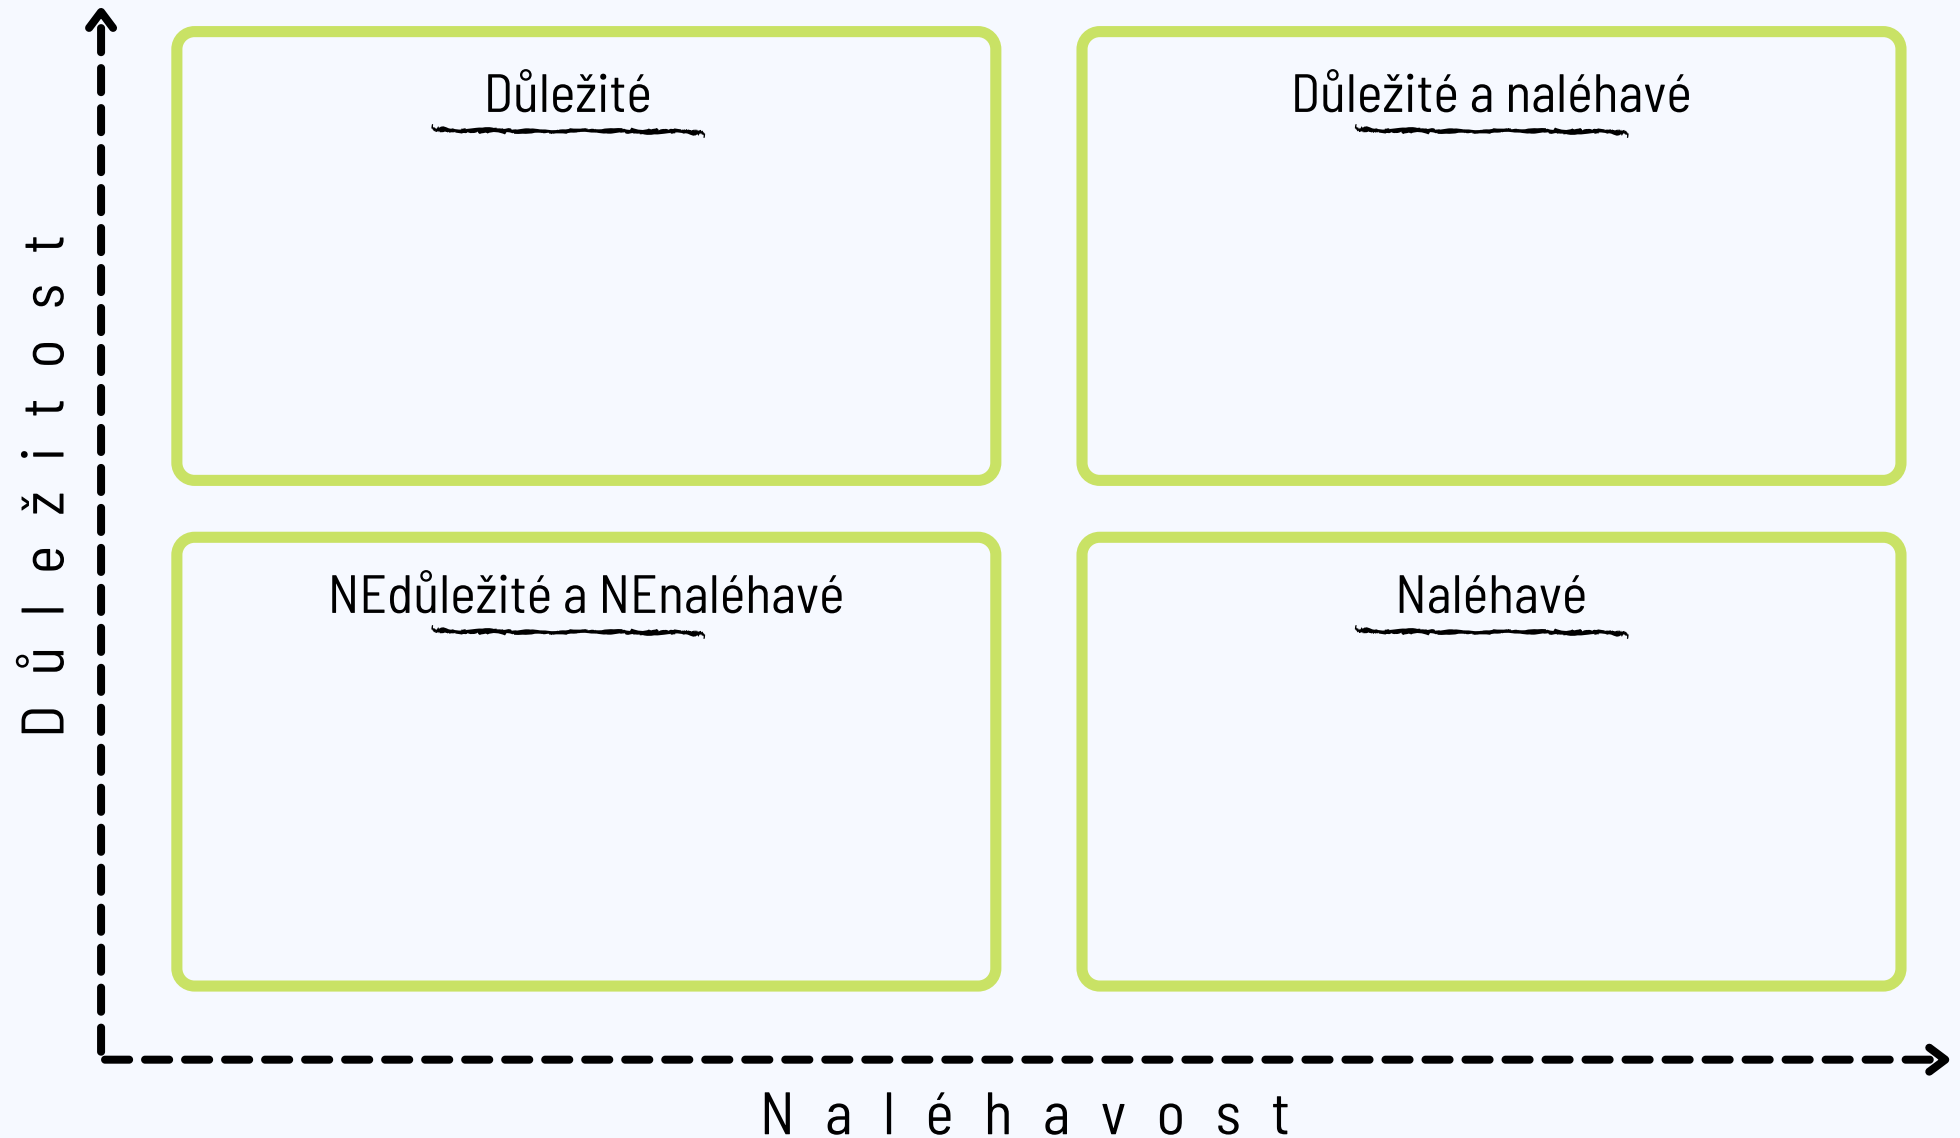 Důležité
Důležité a naléhavé
Důležitost
NEdůležité a NEnaléhavé
Naléhavé
Naléhavost